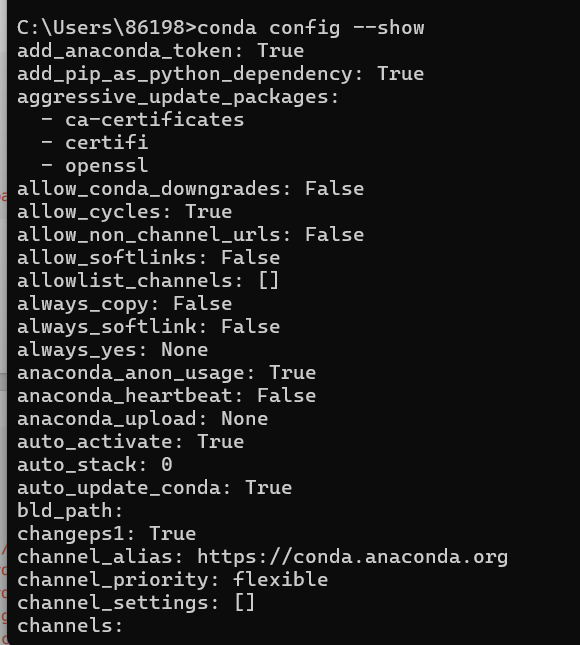 C:\Users\86198>conda config --show
add_anaconda_token: True
add_pip_as_python_dependency: True
aggressive_update_packages:
  - ca-certificates
  - certifi
  - openssl
allow_conda_downgrades: False
allow_cycles: True
allow_non_channel_urls: False
allow_softlinks: False
allowlist_channels: []
always_copy: False
always_softlink: False
always_yes: None
anaconda_anon_usage: True
anaconda_heartbeat: False
anaconda_upload: None
auto_activate: True
auto_stack: 0
auto_update_conda: True
bld_path:
changeps1: True
channel_alias: https://conda.anaconda.org
channel_priority: flexible
channel_settings: []
channels: